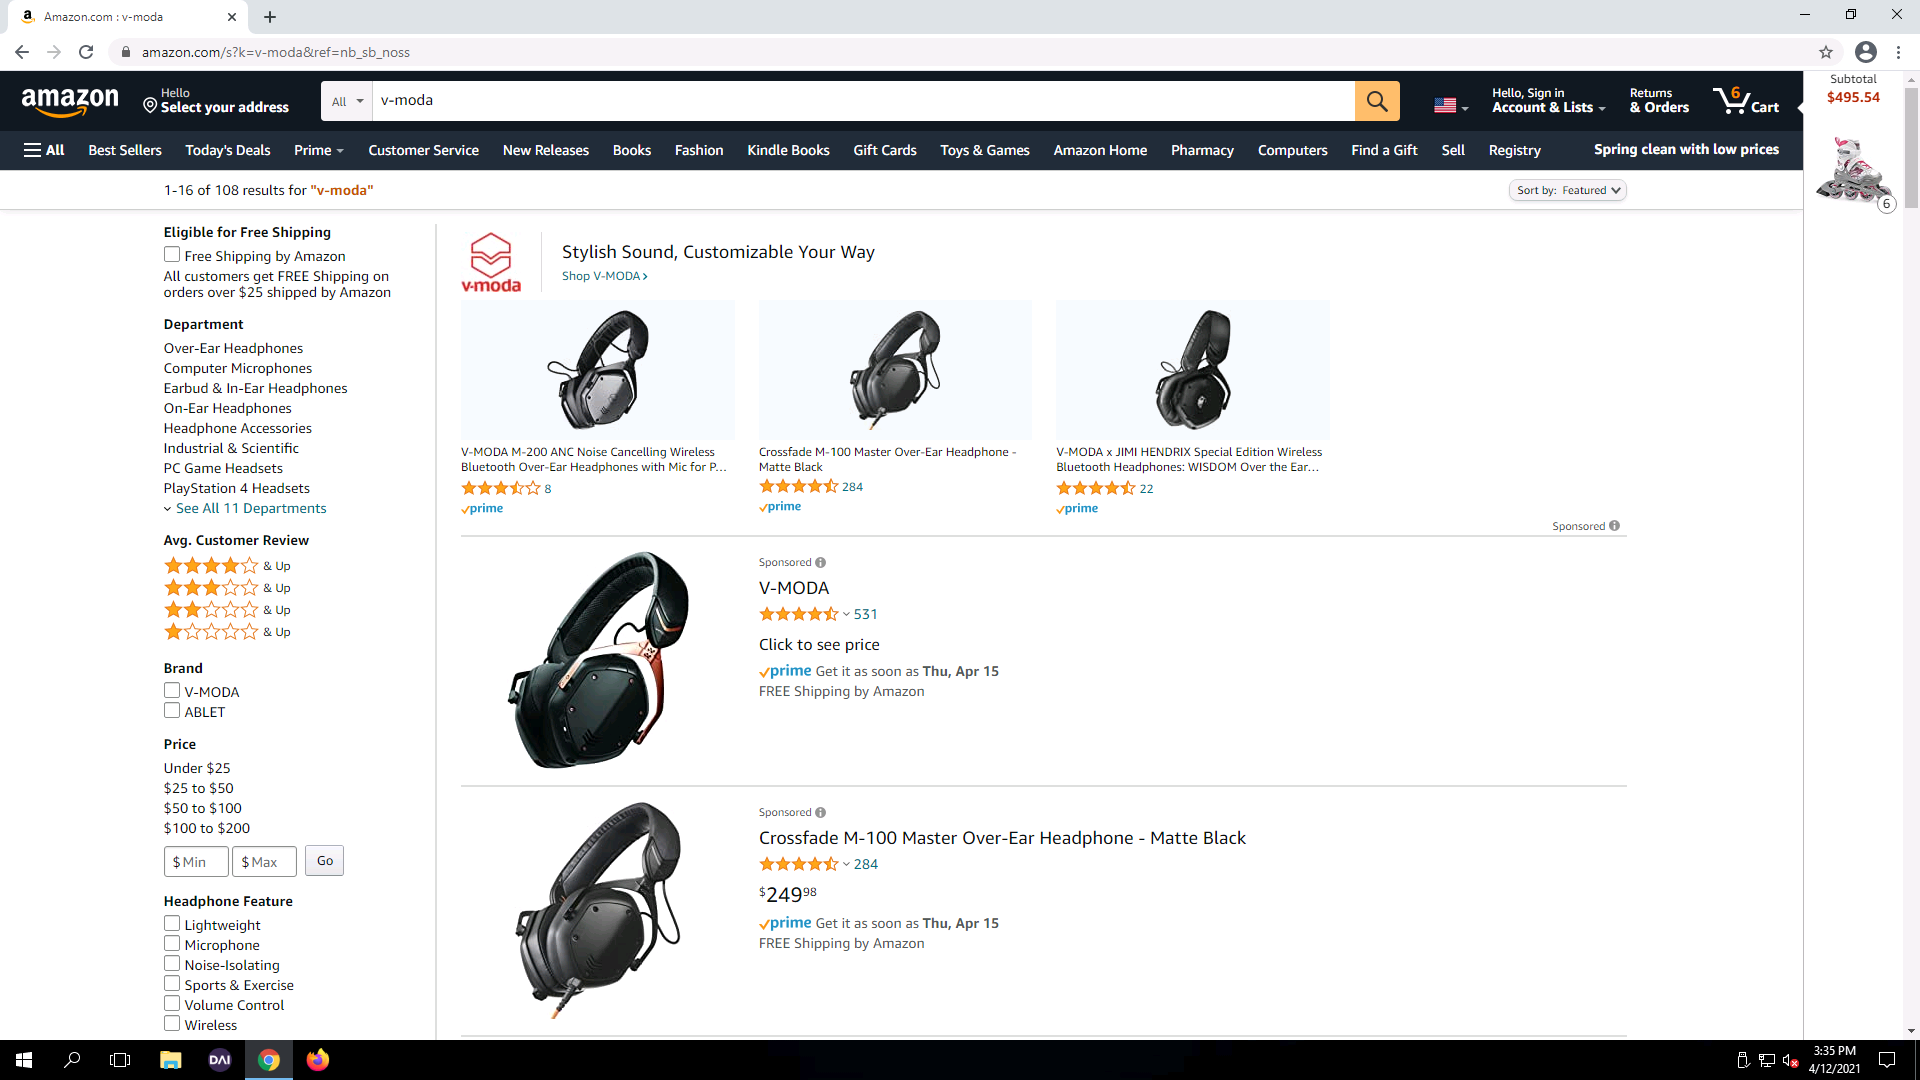 Amazon.com : v-moda
amazon.com/s?k=v-moda&ref=nb_sb_noss
amazon
Hello
Select your address
All
v-moda
Hello, Sign in
Account & Lists
Returns
& Orders
6
Cart
Subtotal
$495.54
6
All
Best Sellers
Today's Deals
Prime
Customer Service
New Releases
Books
Fashion
Kindle Books
Gift Cards
Toys & Games
Amazon Home
Pharmacy
Computers
Find a Gift
Sell
Registry
Spring clean with low prices
1-16 of 108 results for "v-moda"
Sort by: Featured
Eligible for Free Shipping
Free Shipping by Amazon
All customers get FREE Shipping on
orders over $25 shipped by Amazon
Department
Over-Ear Headphones
Computer Microphones
Earbud & In-Ear Headphones
On-Ear Headphones
Headphone Accessories
Industrial & Scientific
PC Game Headsets
PlayStation 4 Headsets
See All 11 Departments
Avg. Customer Review
& Up
& Up
& Up
& Up
Brand
V-MODA
ABLET
Price
Under $25
$25 to $50
$50 to $100
$100 to $200
$ Min
$ Max
Go
Headphone Feature
Lightweight
Microphone
Noise-Isolating
Sports & Exercise
Volume Control
Wireless
v-moda
Stylish Sound, Customizable Your Way
Shop V-MODA
V-MODA M-200 ANC Noise Cancelling Wireless
Bluetooth Over-Ear Headphones with Mic for P...
8
prime
Crossfade M-100 Master Over-Ear Headphone -
Matte Black
284
prime
V-MODA x JIMI HENDRIX Special Edition Wireless
Bluetooth Headphones: WISDOM Over the Ear...
22
prime
Sponsored
Sponsored
V-MODA
531
Click to see price
prime Get it as soon as Thu, Apr 15
FREE Shipping by Amazon
Sponsored
Crossfade M-100 Master Over-Ear Headphone - Matte Black
284
$249.98
prime Get it as soon as Thu, Apr 15
FREE Shipping by Amazon
DAI
3:35 PM
4/12/2021